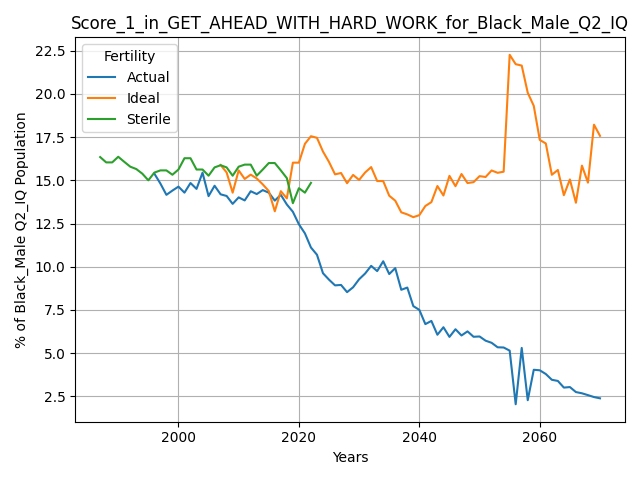 Score_1_in_GET_AHEAD_WITH_HARD_WORK_for_Black_Male_Q2_IQ
Fertility
Actual
Ideal
Sterile
% of Black_Male Q2_IQ Population
22.5
20.0
17.5
15.0
12.5
10.0
7.5
5.0
2.5
2000
2020
2040
2060
Years